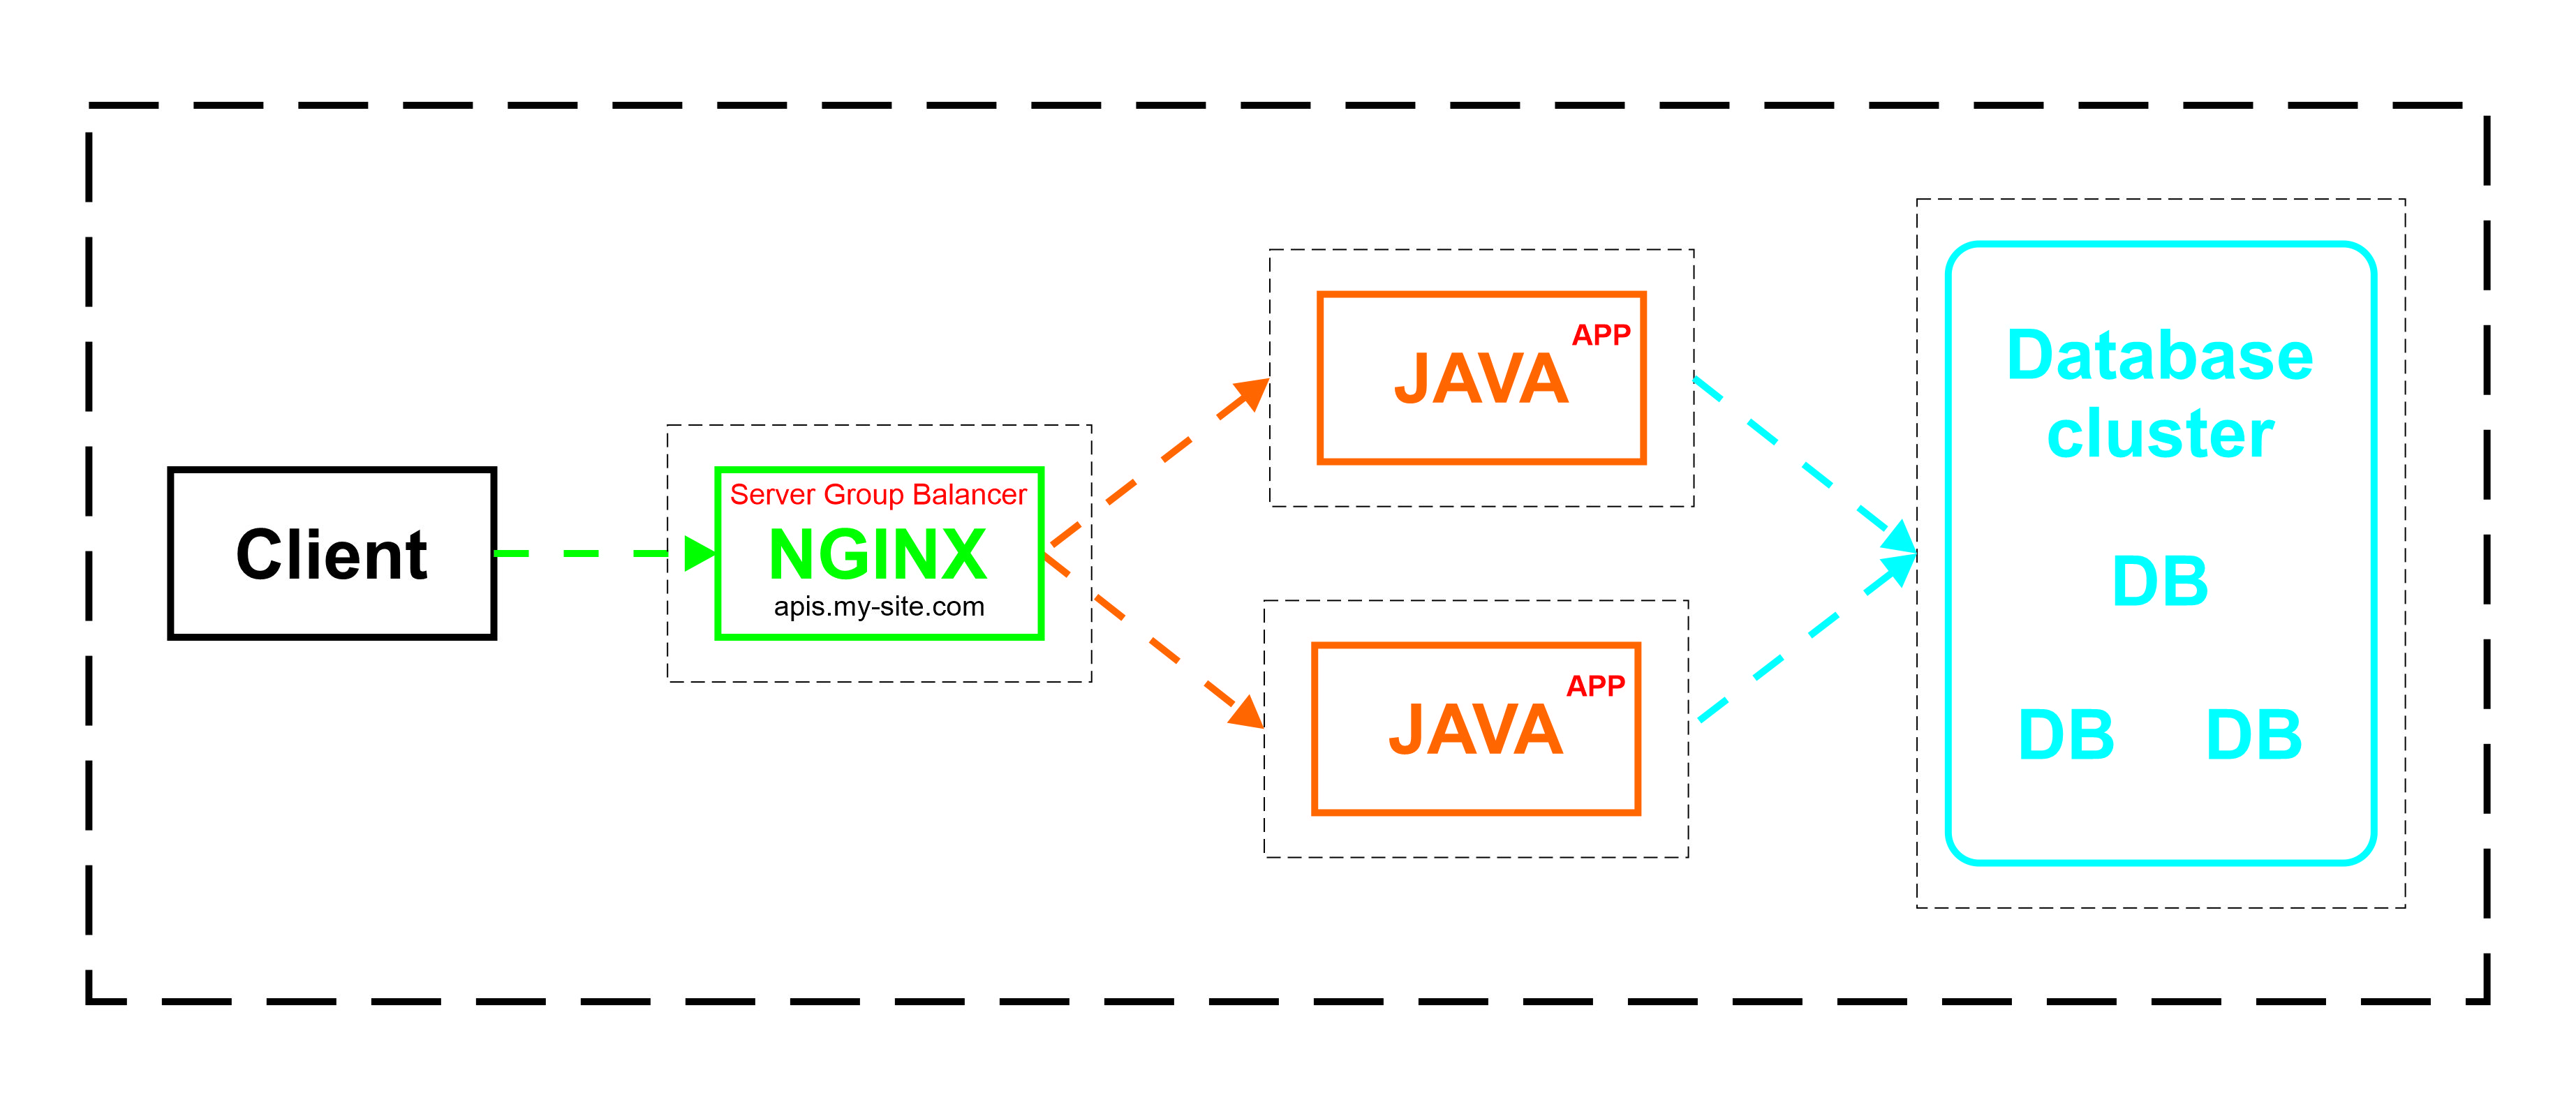 Client
Server Group Balancer
NGINX
apis.my-site.com
APP
JAVA
APP
JAVA
Database
cluster
DB
DB DB